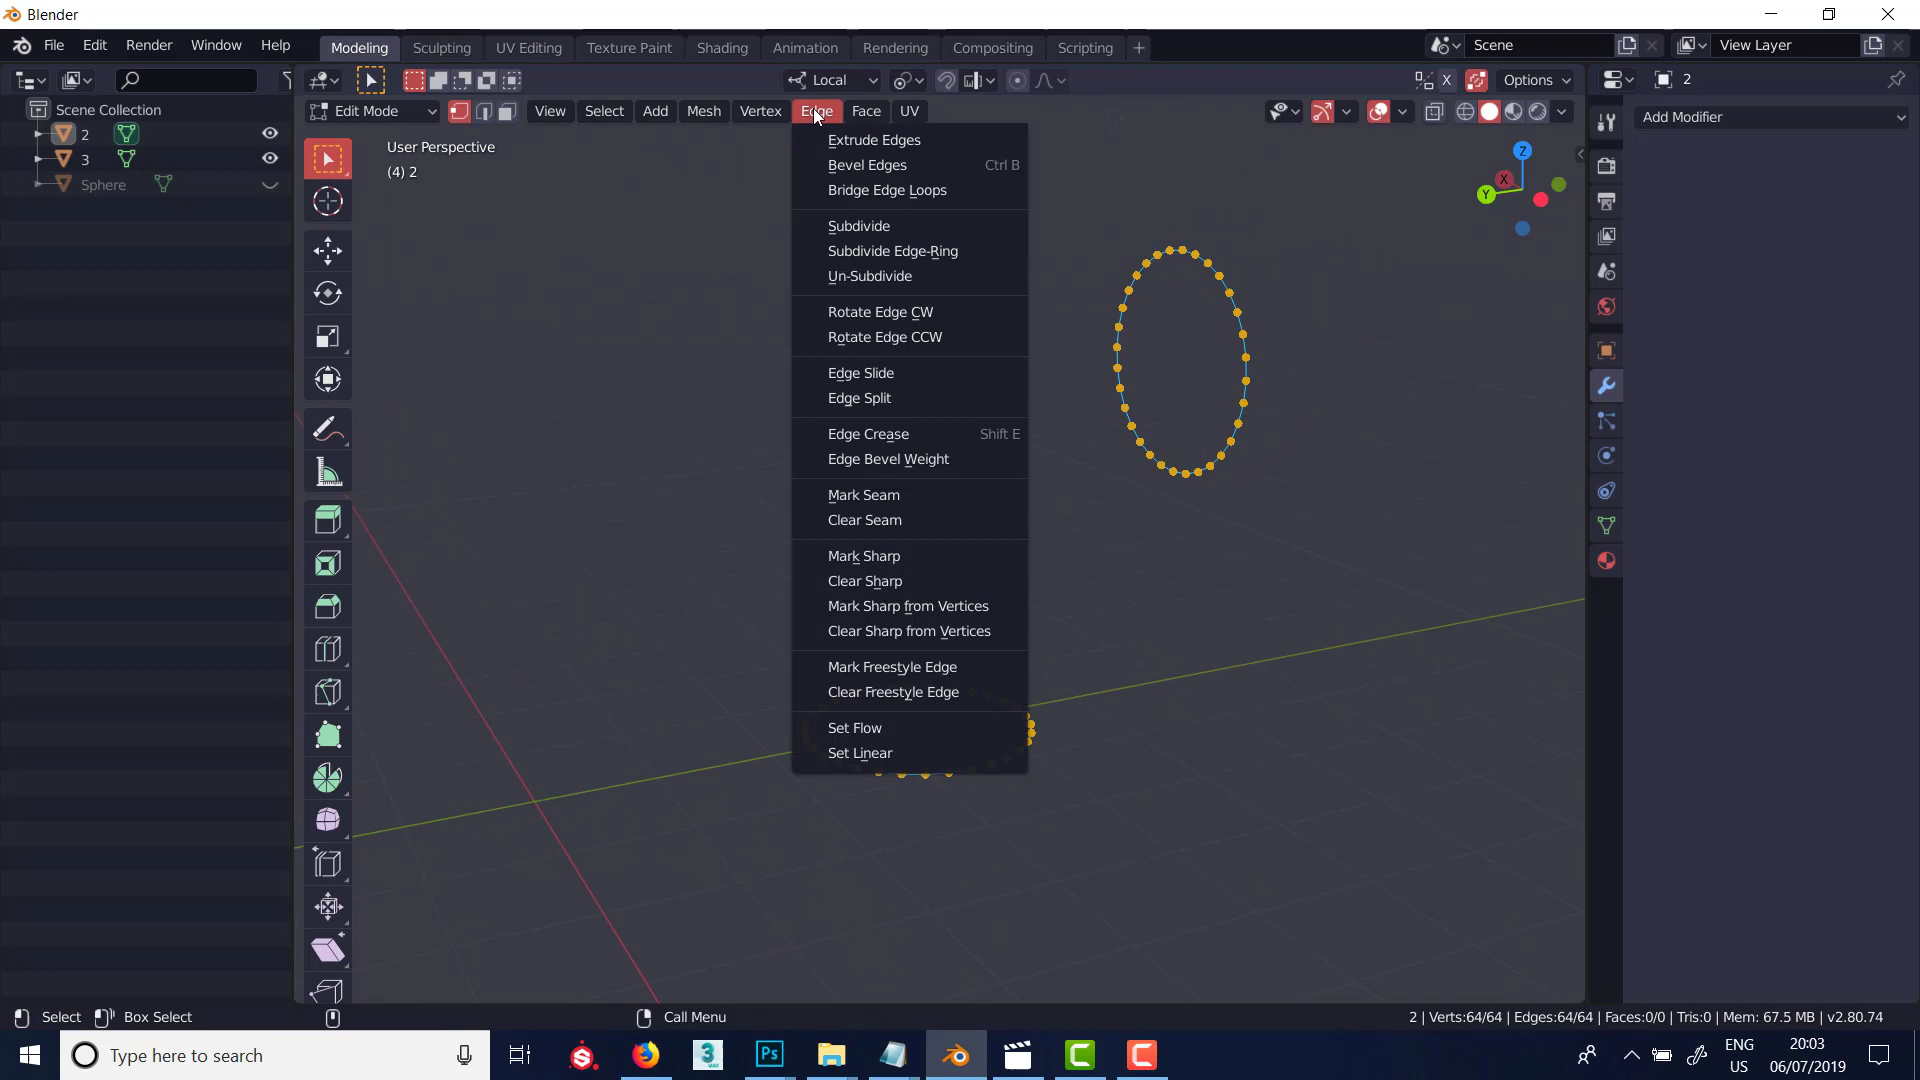 Blender
File Edit Render Window Help
Modeling Sculpting UV Editing Texture Paint Shading Animation Rendering Compositing Scripting +
Scene
View Layer
Local
X
Options
2
Scene Collection
2
3
Sphere
Edit Mode
View Select Add Mesh Vertex Edge Face UV
Add Modifier
User Perspective
(4) 2
Z
X
Y
Extrude Edges
Bevel Edges Ctrl B
Bridge Edge Loops
Subdivide
Subdivide Edge-Ring
Un-Subdivide
Rotate Edge CW
Rotate Edge CCW
Edge Slide
Edge Split
Edge Crease Shift E
Edge Bevel Weight
Mark Seam
Clear Seam
Mark Sharp
Clear Sharp
Mark Sharp from Vertices
Clear Sharp from Vertices
Mark Freestyle Edge
Clear Freestyle Edge
Set Flow
Set Linear
Select Box Select Call Menu
2 | Verts:64/64 | Edges:64/64 | Faces:0/0 | Tris:0 | Mem: 67.5 MB | v2.80.74
Type here to search
3
MAX
Ps
ENG
US
20:03
06/07/2019